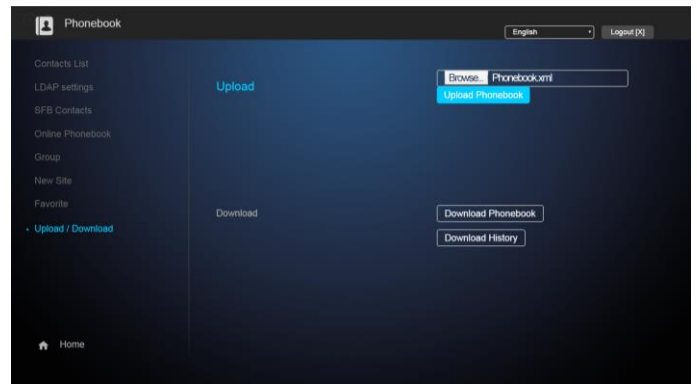 Phonebook
English
Logout [X]
Contacts List
LDAP settings
SFB Contacts
Online Phonebook
Group
New Site
Favorite
Upload / Download
Home
Upload
Browse... Phonebook.xml
Upload Phonebook
Download
Download Phonebook
Download History